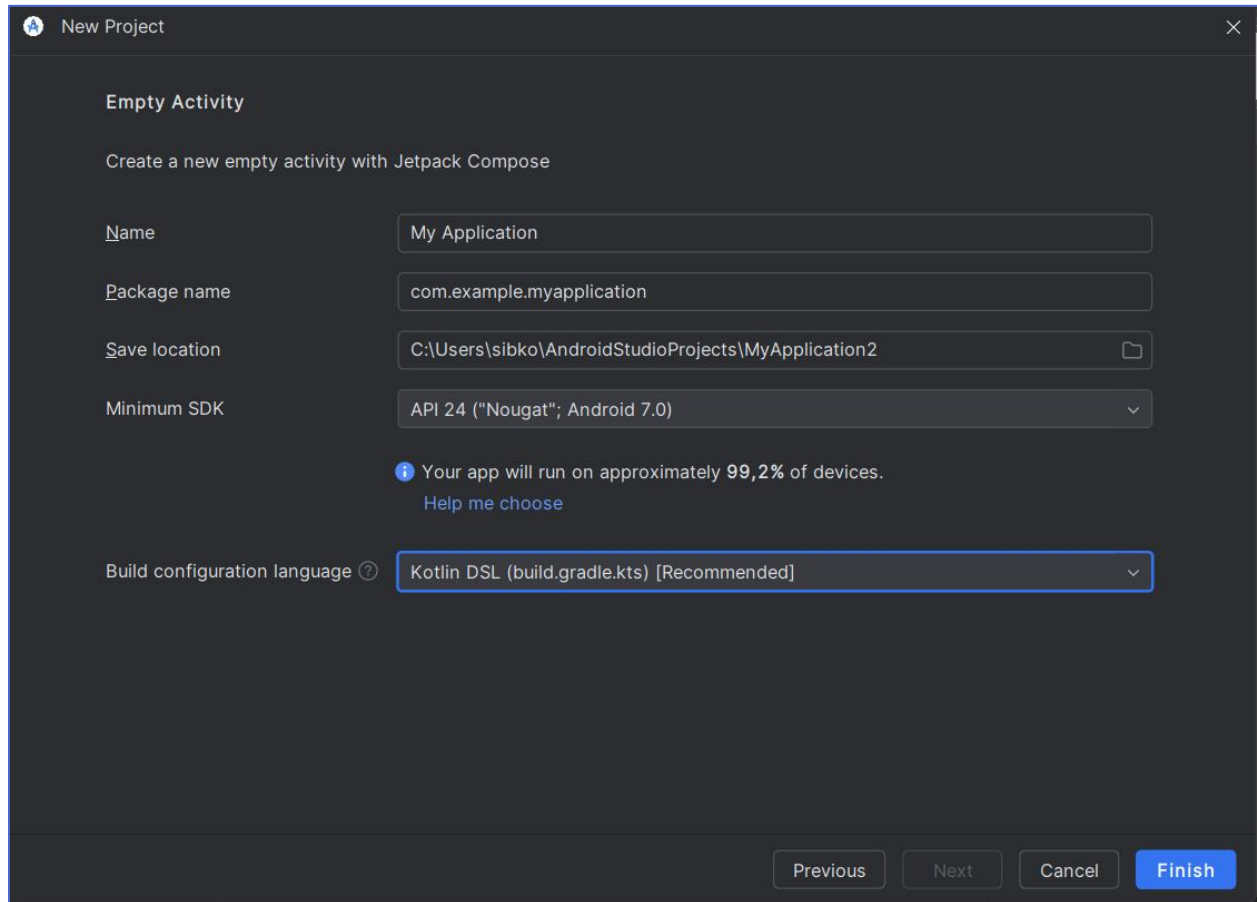 New Project
Empty Activity
Create a new empty activity with Jetpack Compose
Name My Application
Package name com.example.myapplication
Save location C:\Users\sibko\AndroidStudioProjects\MyApplication2
Minimum SDK API 24 ("Nougat"; Android 7.0)
Your app will run on approximately 99,2% of devices.
Help me choose
Build configuration language Kotlin DSL (build.gradle.kts) [Recommended]
Previous Next Cancel Finish